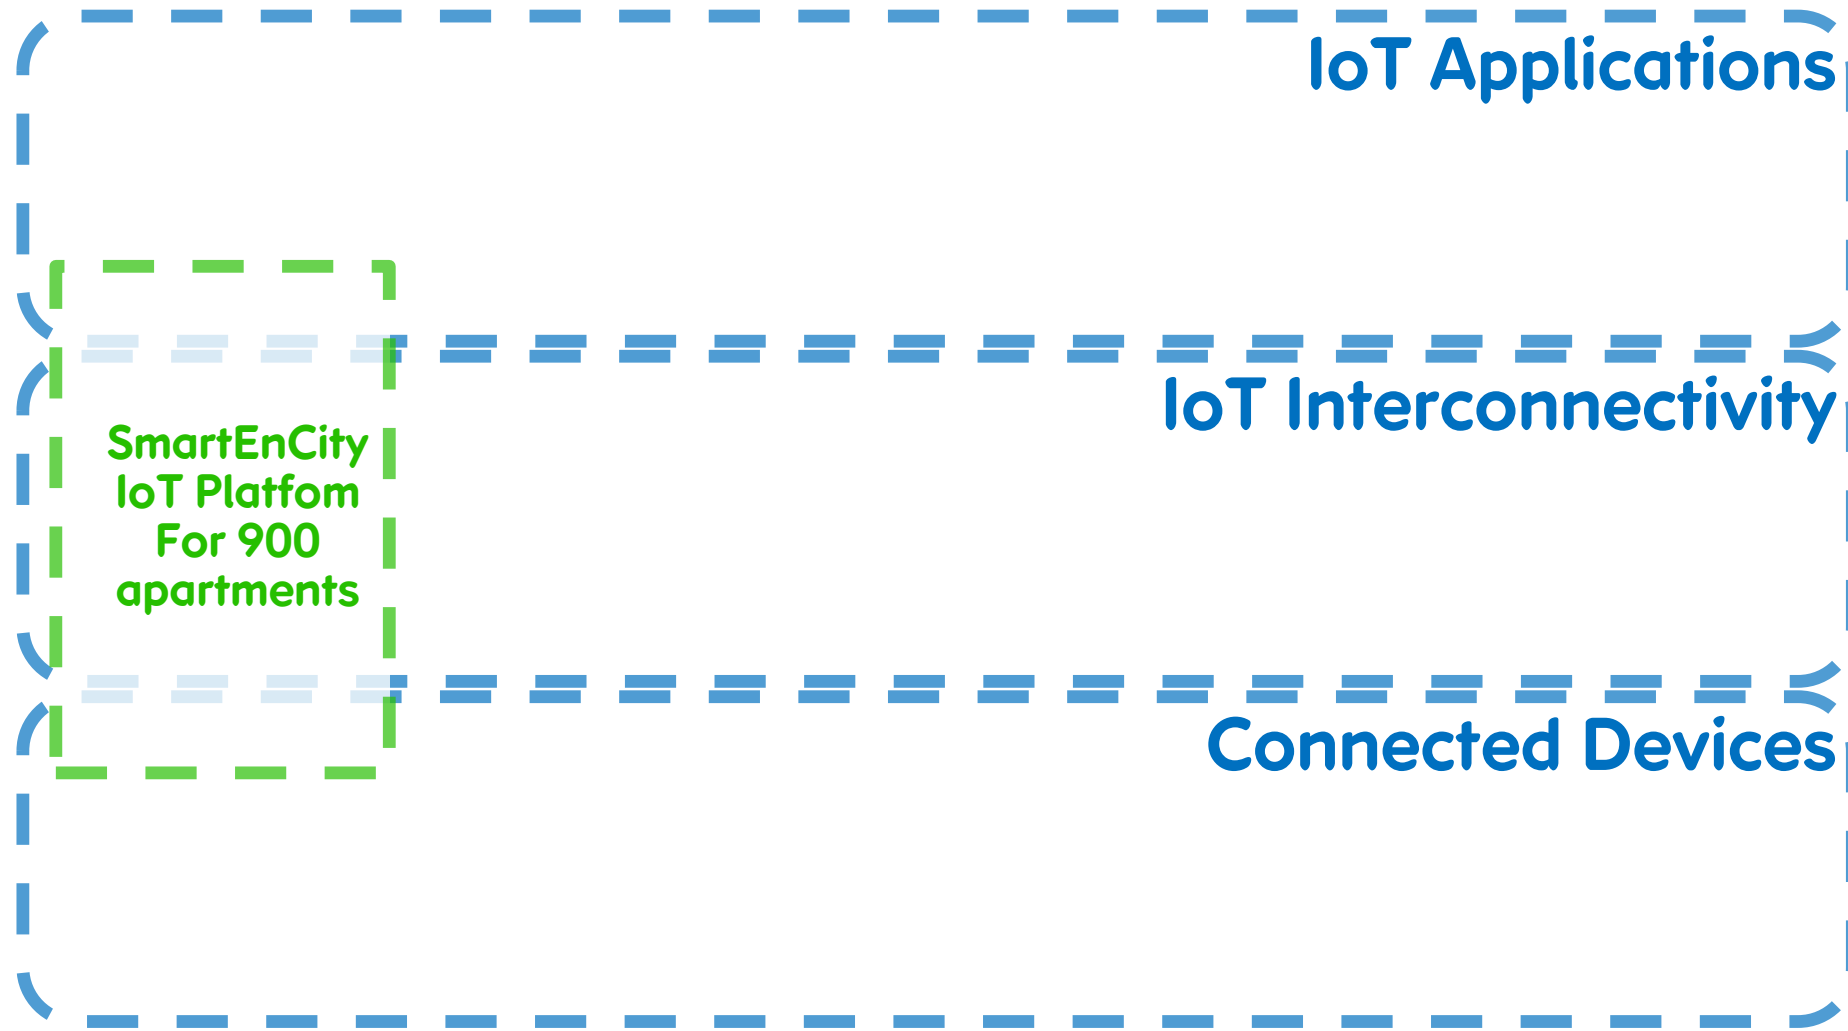 IoT Applications
IoT Interconnectivity
SmartEnCity
IoT Platfom
For 900
apartments
Connected Devices